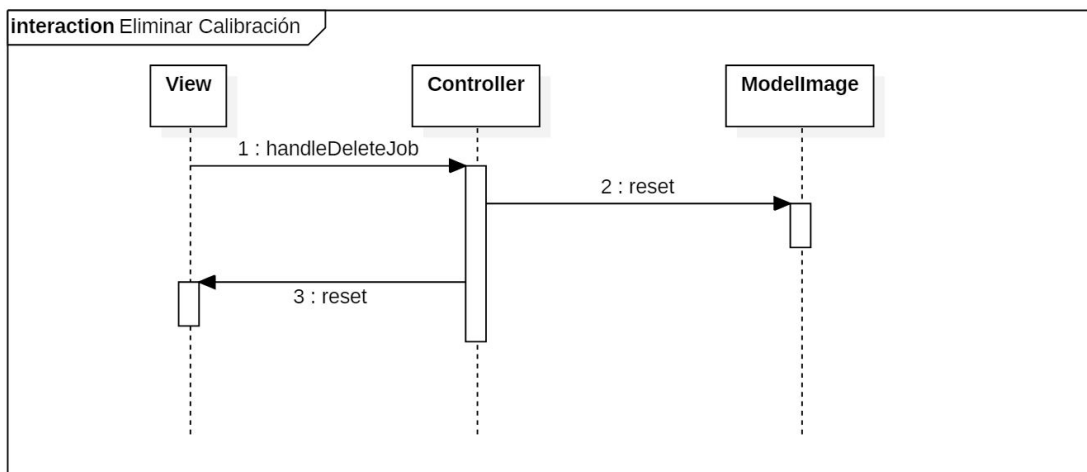 interaction Eliminar Calibración
View
Controller
ModelImage
1 : handleDeleteJob
2 : reset
3 : reset